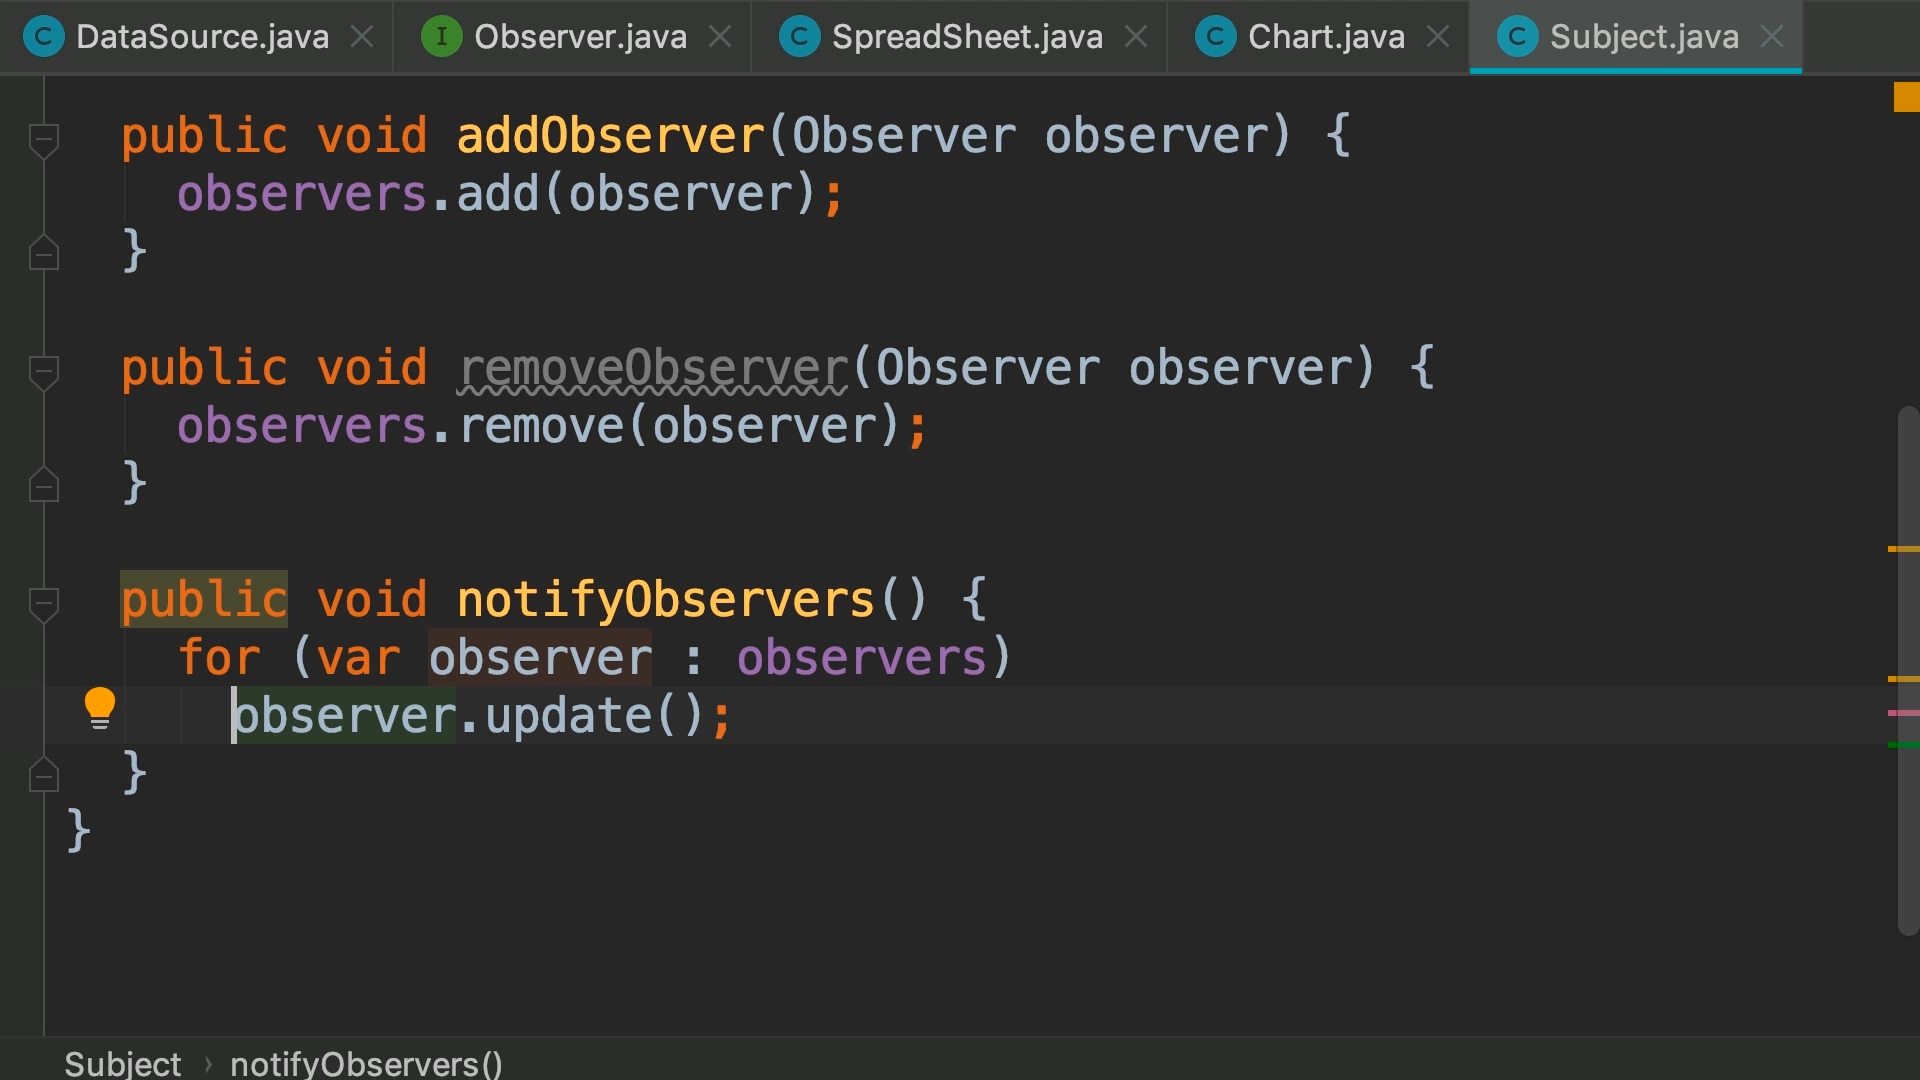 C DataSource.java I Observer.java C SpreadSheet.java C Chart.java C Subject.java
public void addObserver(Observer observer) {
observers.add(observer);
}
public void removeObserver(Observer observer) {
observers.remove(observer);
}
public void notifyObservers() {
for (var observer : observers)
observer.update();
}
}
Subject › notifyObservers()